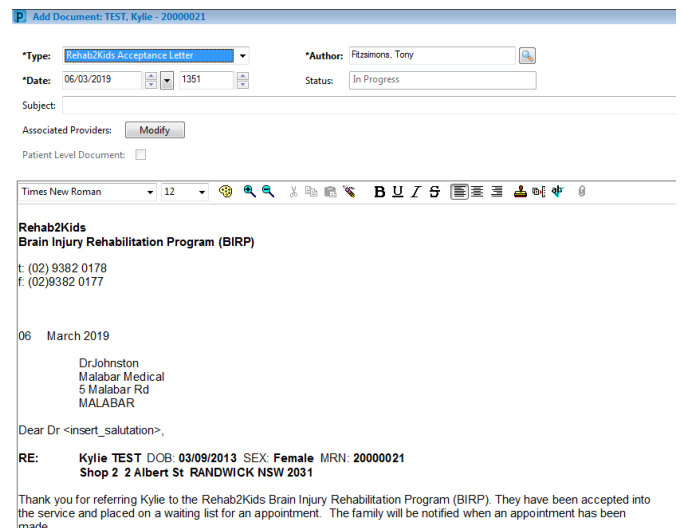 Add Document: TEST, Kylie - 20000021
*Type: Rehab2Kids Acceptance Letter *Author: Fitzsimons, Tony
*Date: 06/03/2019 1351 Status: In Progress
Subject:
Associated Providers: Modify
Patient Level Document:
Times New Roman 12 B U I S
Rehab2Kids
Brain Injury Rehabilitation Program (BIRP)
t: (02) 9382 0178
f: (02)9382 0177
06 March 2019
DrJohnston
Malabar Medical
5 Malabar Rd
MALABAR
Dear Dr <insert_salutation>,
RE: Kylie TEST DOB: 03/09/2013 SEX: Female MRN: 20000021
Shop 2 2 Albert St RANDWICK NSW 2031
Thank you for referring Kylie to the Rehab2Kids Brain Injury Rehabilitation Program (BIRP). They have been accepted into
the service and placed on a waiting list for an appointment. The family will be notified when an appointment has been
made